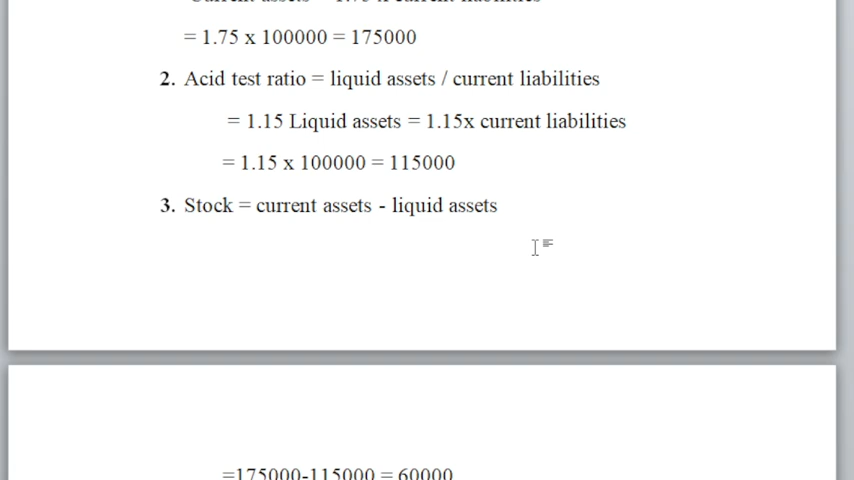 = 1.75 x 100000 = 175000
2. Acid test ratio = liquid assets / current liabilities
= 1.15 Liquid assets = 1.15x current liabilities
= 1.15 x 100000 = 115000
3. Stock = current assets - liquid assets
=175000-115000 = 60000